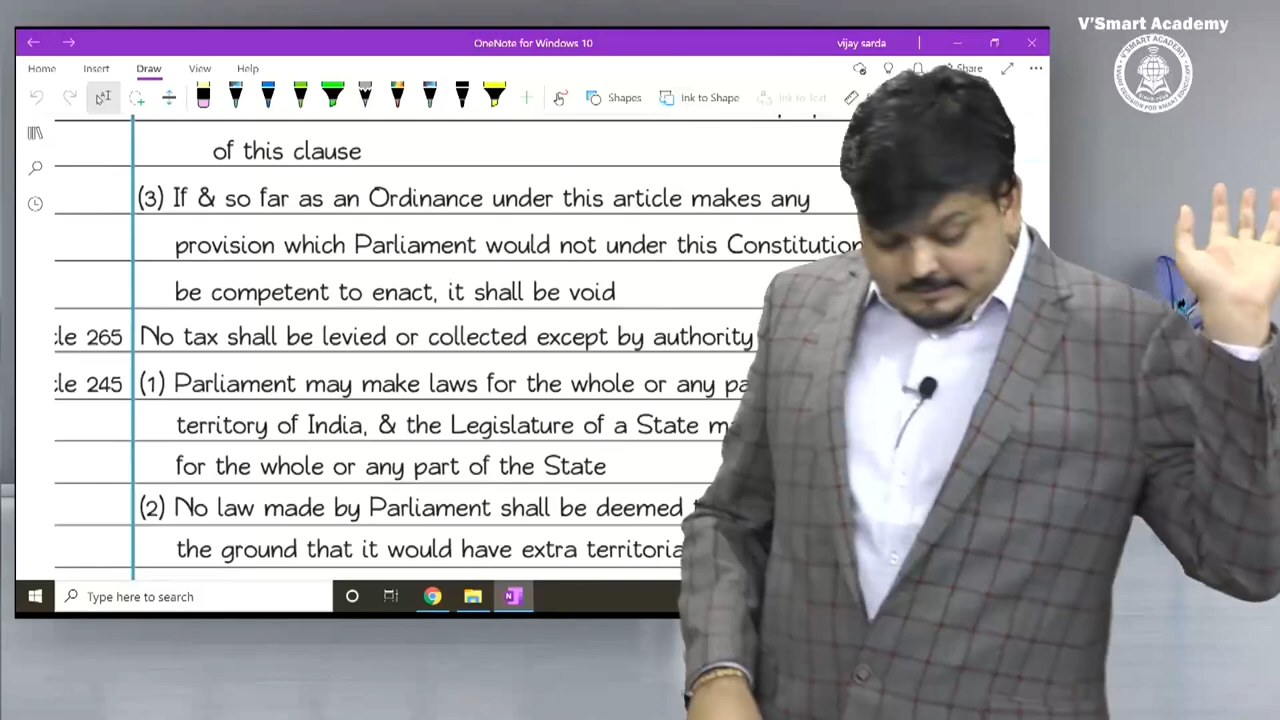 V'Smart Academy
OneNote for Windows 10
vijay sarda
Home Insert Draw View Help
Share
Shapes Ink to Shape Ink to Text
of this clause
(3) If & so far as an Ordinance under this article makes any
provision which Parliament would not under this Constitution
be competent to enact, it shall be void
cle 265 No tax shall be levied or collected except by authority
cle 245 (1) Parliament may make laws for the whole or any pa
territory of India, & the Legislature of a State m
for the whole or any part of the State
(2) No law made by Parliament shall be deemed t
the ground that it would have extra territoria
Type here to search